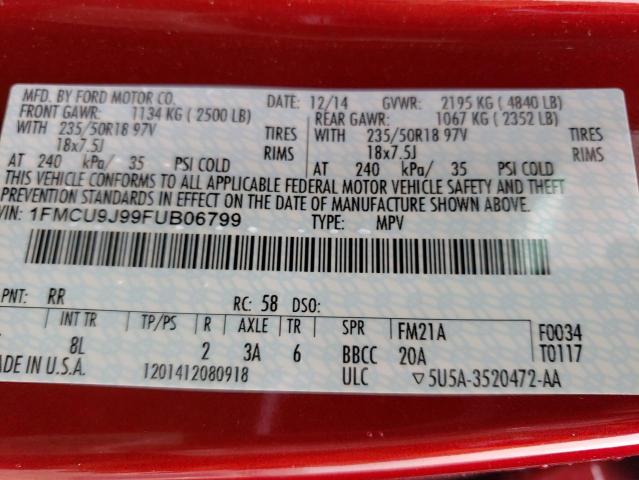 MFD. BY FORD MOTOR CO. DATE: 12/14 GVWR: 2195 KG ( 4840 LB)
FRONT GAWR: 1134 KG ( 2500 LB) REAR GAWR: 1067 KG ( 2352 LB)
WITH 235/50R18 97V TIRES WITH 235/50R18 97V TIRES
18x7.5J RIMS 18x7.5J RIMS
AT 240 kPa/ 35 PSI COLD AT 240 kPa/ 35 PSI COLD
THIS VEHICLE CONFORMS TO ALL APPLICABLE FEDERAL MOTOR VEHICLE SAFETY AND THEFT
PREVENTION STANDARDS IN EFFECT ON THE DATE OF MANUFACTURE SHOWN ABOVE.
VIN: 1FMCU9J99FUB06799 TYPE: MPV
PNT: RR RC: 58 DSO:
INT TR TP/PS R AXLE TR SPR FM21A F0034
8L 2 3A 6 BBCC 20A T0117
MADE IN U.S.A. 1201412080918 ULC ▽5U5A-3520472-AA